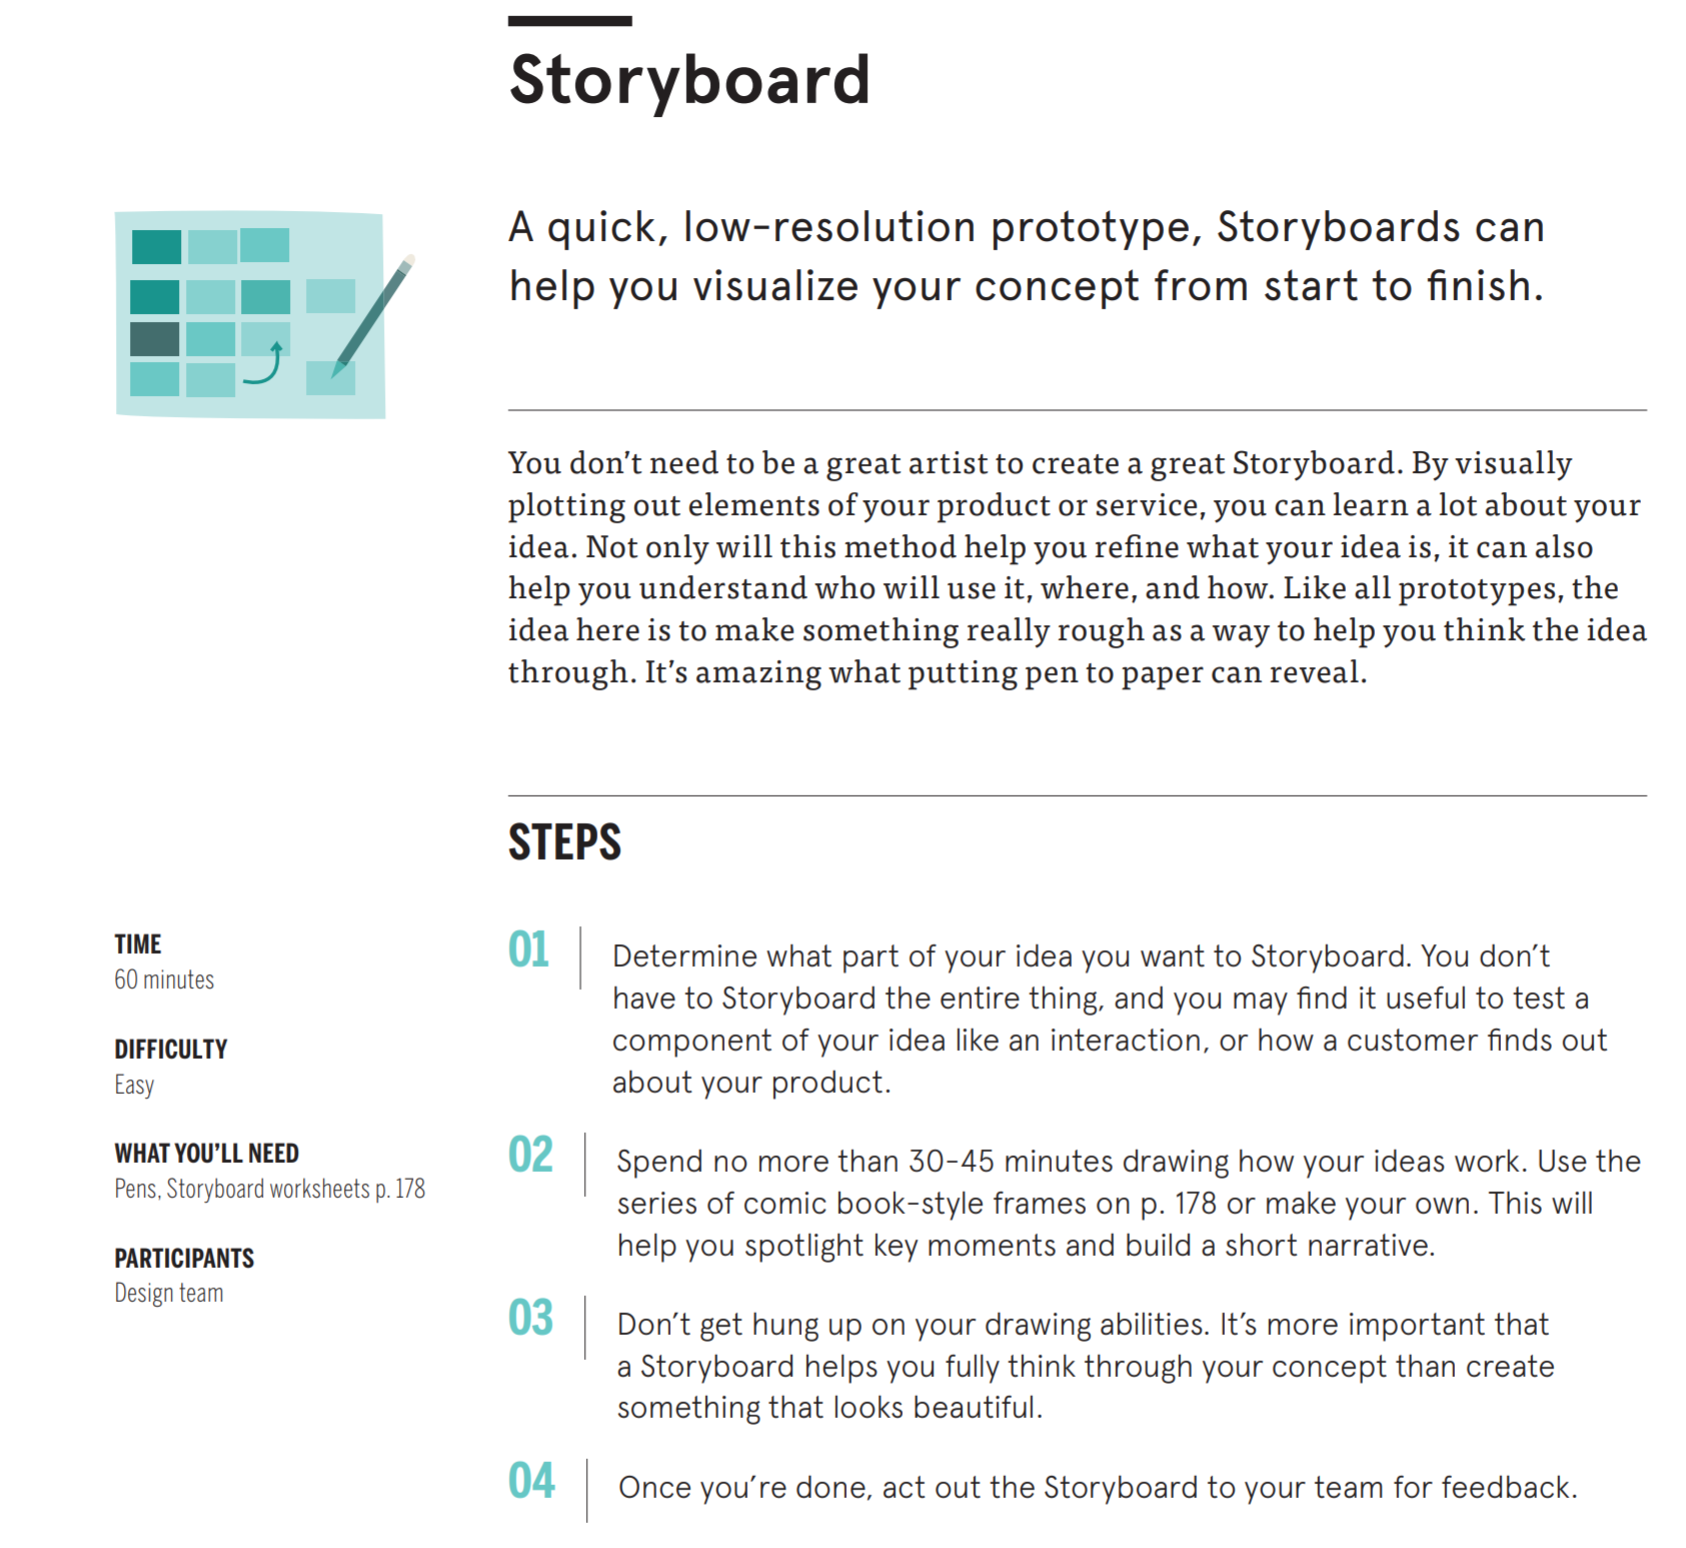 Storyboard
A quick, low-resolution prototype, Storyboards can
help you visualize your concept from start to finish.
You don’t need to be a great artist to create a great Storyboard. By visually
plotting out elements of your product or service, you can learn a lot about your
idea. Not only will this method help you refine what your idea is, it can also
help you understand who will use it, where, and how. Like all prototypes, the
idea here is to make something really rough as a way to help you think the idea
through. It’s amazing what putting pen to paper can reveal.
STEPS
TIME
60 minutes
DIFFICULTY
Easy
WHAT YOU’LL NEED
Pens, Storyboard worksheets p. 178
PARTICIPANTS
Design team
01
Determine what part of your idea you want to Storyboard. You don’t
have to Storyboard the entire thing, and you may find it useful to test a
component of your idea like an interaction, or how a customer finds out
about your product.
02
Spend no more than 30-45 minutes drawing how your ideas work. Use the
series of comic book-style frames on p. 178 or make your own. This will
help you spotlight key moments and build a short narrative.
03
Don’t get hung up on your drawing abilities. It’s more important that
a Storyboard helps you fully think through your concept than create
something that looks beautiful.
04
Once you’re done, act out the Storyboard to your team for feedback.